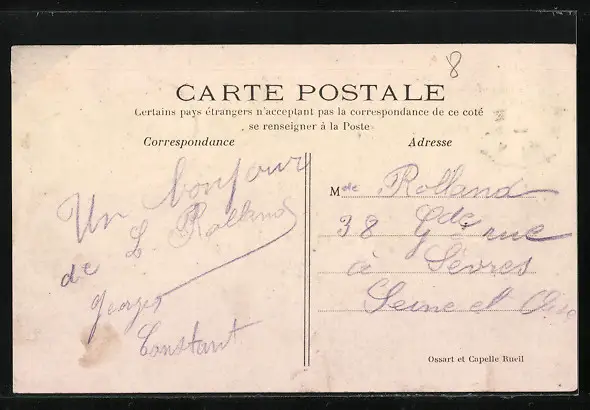 8
CARTE POSTALE
Certains pays étrangers n'acceptant pas la correspondance de ce coté
se renseigner à la Poste
Correspondance
Adresse
Un bonjour
de L Rolland
Georges
Constant
Mde Rolland
38 Gde rue
à Sèvres
Seine et Oise
Ossart et Capelle Rueil